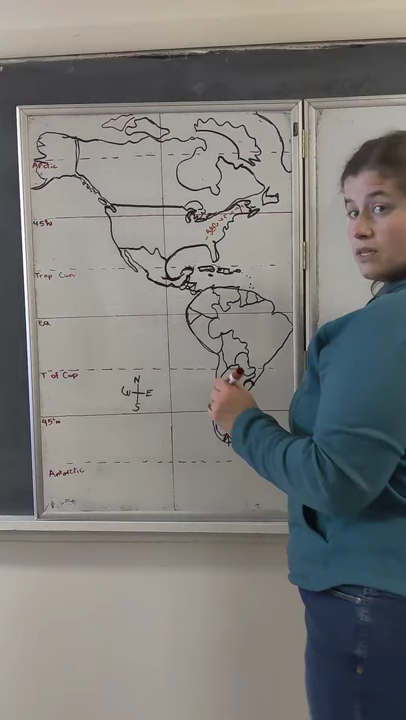 Arctic
45°N
Trop Can
EQ
T of Cap
N
W E
S
45°n
Antarctic